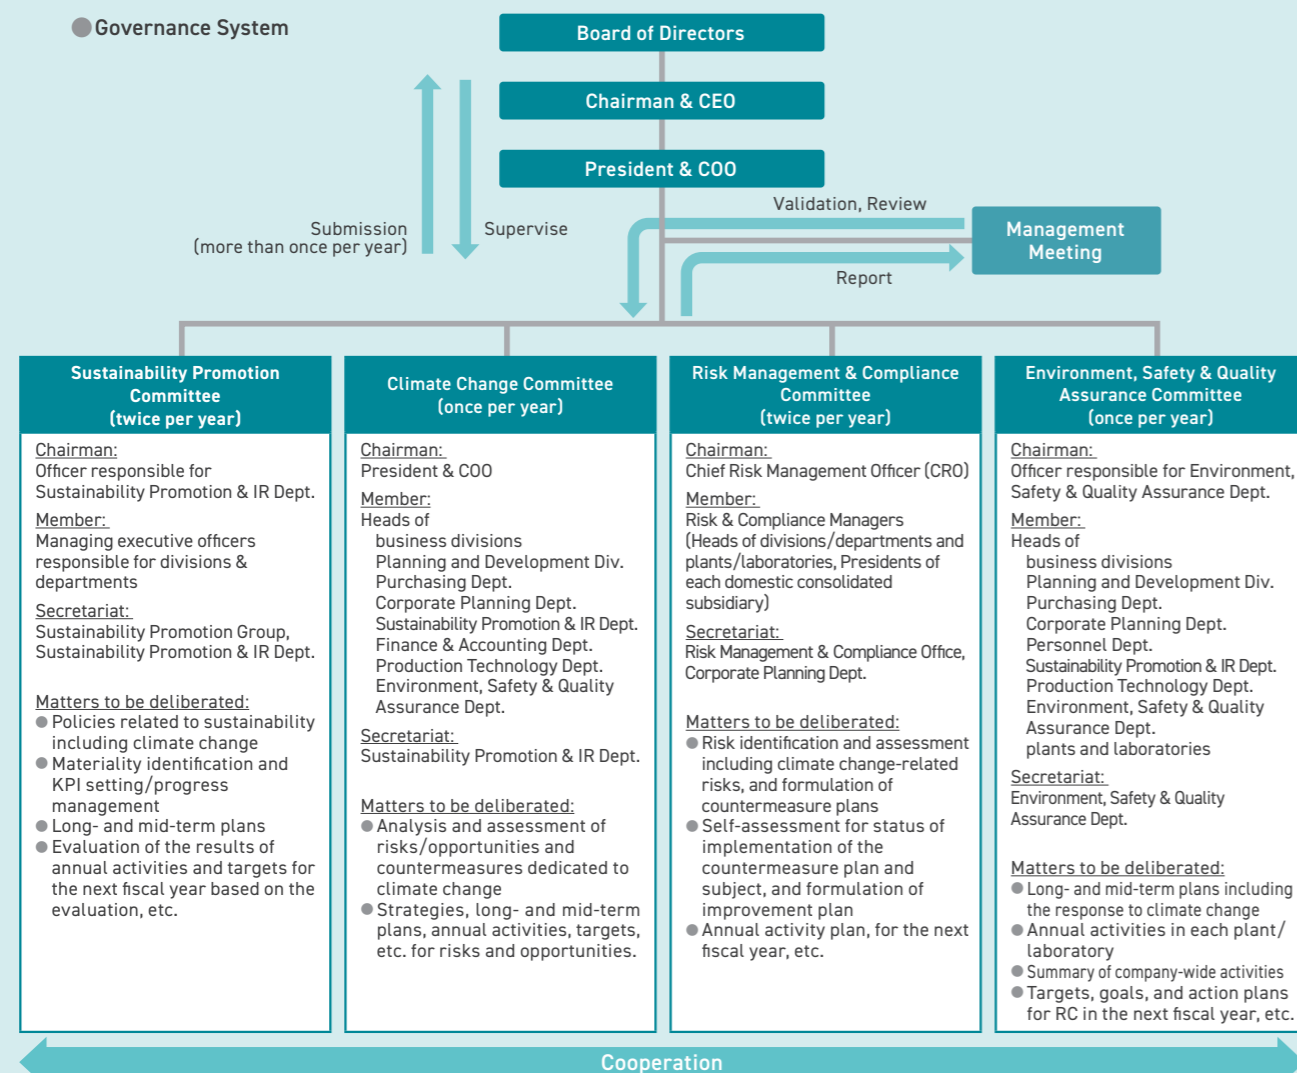 Governance System
Board of Directors
Chairman & CEO
President & COO
Submission
(more than once per year)
Supervise
Validation, Review
Management
Meeting
Report
Sustainability Promotion
Committee
(twice per year)
Chairman:
Officer responsible for
Sustainability Promotion & IR Dept.
Member:
Managing executive officers
responsible for divisions &
departments
Secretariat:
Sustainability Promotion Group,
Sustainability Promotion & IR Dept.
Matters to be deliberated:
Policies related to sustainability
including climate change
Materiality identification and
KPI setting/progress
management
Long- and mid-term plans
Evaluation of the results of
annual activities and targets for
the next fiscal year based on the
evaluation, etc.
Climate Change Committee
(once per year)
Chairman:
President & COO
Member:
Heads of
business divisions
Planning and Development Div.
Purchasing Dept.
Corporate Planning Dept.
Sustainability Promotion & IR Dept.
Finance & Accounting Dept.
Production Technology Dept.
Environment, Safety & Quality
Assurance Dept.
Secretariat:
Sustainability Promotion & IR Dept.
Matters to be deliberated:
Analysis and assessment of
risks/opportunities and
countermeasures dedicated to
climate change
Strategies, long- and mid-term
plans, annual activities, targets,
etc. for risks and opportunities.
Risk Management & Compliance
Committee
(twice per year)
Chairman:
Chief Risk Management Officer (CRO)
Member:
Risk & Compliance Managers
(Heads of divisions/departments and
plants/laboratories, Presidents of
each domestic consolidated
subsidiary)
Secretariat:
Risk Management & Compliance Office,
Corporate Planning Dept.
Matters to be deliberated:
Risk identification and assessment
including climate change-related
risks, and formulation of
countermeasure plans
Self-assessment for status of
implementation of the
countermeasure plan and
subject, and formulation of
improvement plan
Annual activity plan, for the next
fiscal year, etc.
Environment, Safety & Quality
Assurance Committee
(once per year)
Chairman:
Officer responsible for Environment,
Safety & Quality Assurance Dept.
Member:
Heads of
business divisions
Planning and Development Div.
Purchasing Dept.
Corporate Planning Dept.
Personnel Dept.
Sustainability Promotion & IR Dept.
Production Technology Dept.
Environment, Safety & Quality
Assurance Dept.
plants and laboratories
Secretariat:
Environment, Safety & Quality
Assurance Dept.
Matters to be deliberated:
Long- and mid-term plans including
the response to climate change
Annual activities in each plant/
laboratory
Summary of company-wide activities
Targets, goals, and action plans
for RC in the next fiscal year, etc.
Cooperation